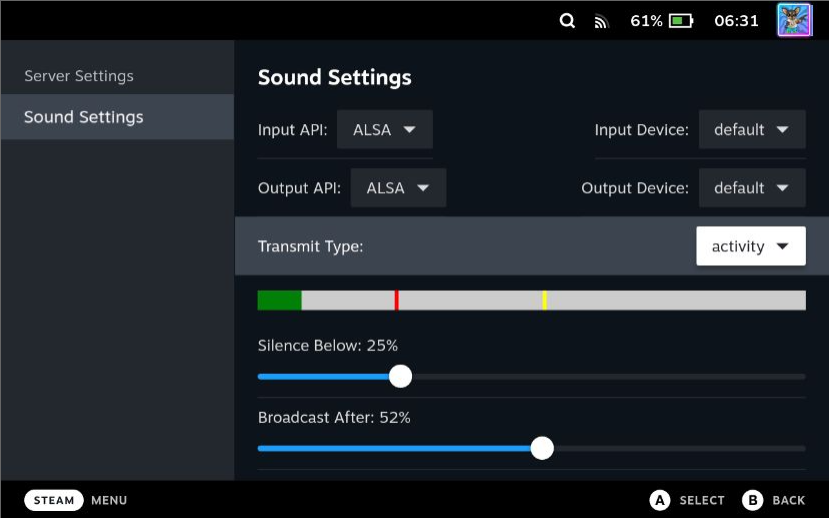 61% 06:31
Server Settings
Sound Settings
Sound Settings
Input API: ALSA Input Device: default
Output API: ALSA Output Device: default
Transmit Type: activity
Silence Below: 25%
Broadcast After: 52%
STEAM MENU A SELECT B BACK